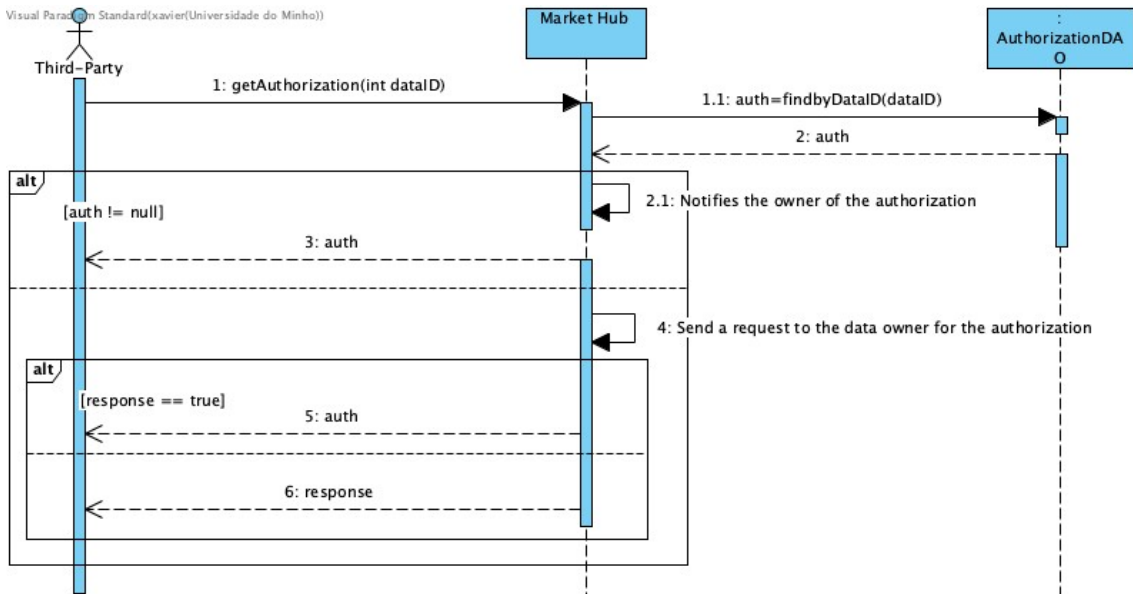 Visual Paradigm Standard(xavier(Universidade do Minho))
Third-Party
Market Hub
:
AuthorizationDA
O
1: getAuthorization(int dataID)
1.1: auth=findbyDataID(dataID)
2: auth
alt
[auth != null]
2.1: Notifies the owner of the authorization
3: auth
4: Send a request to the data owner for the authorization
alt
[response == true]
5: auth
6: response